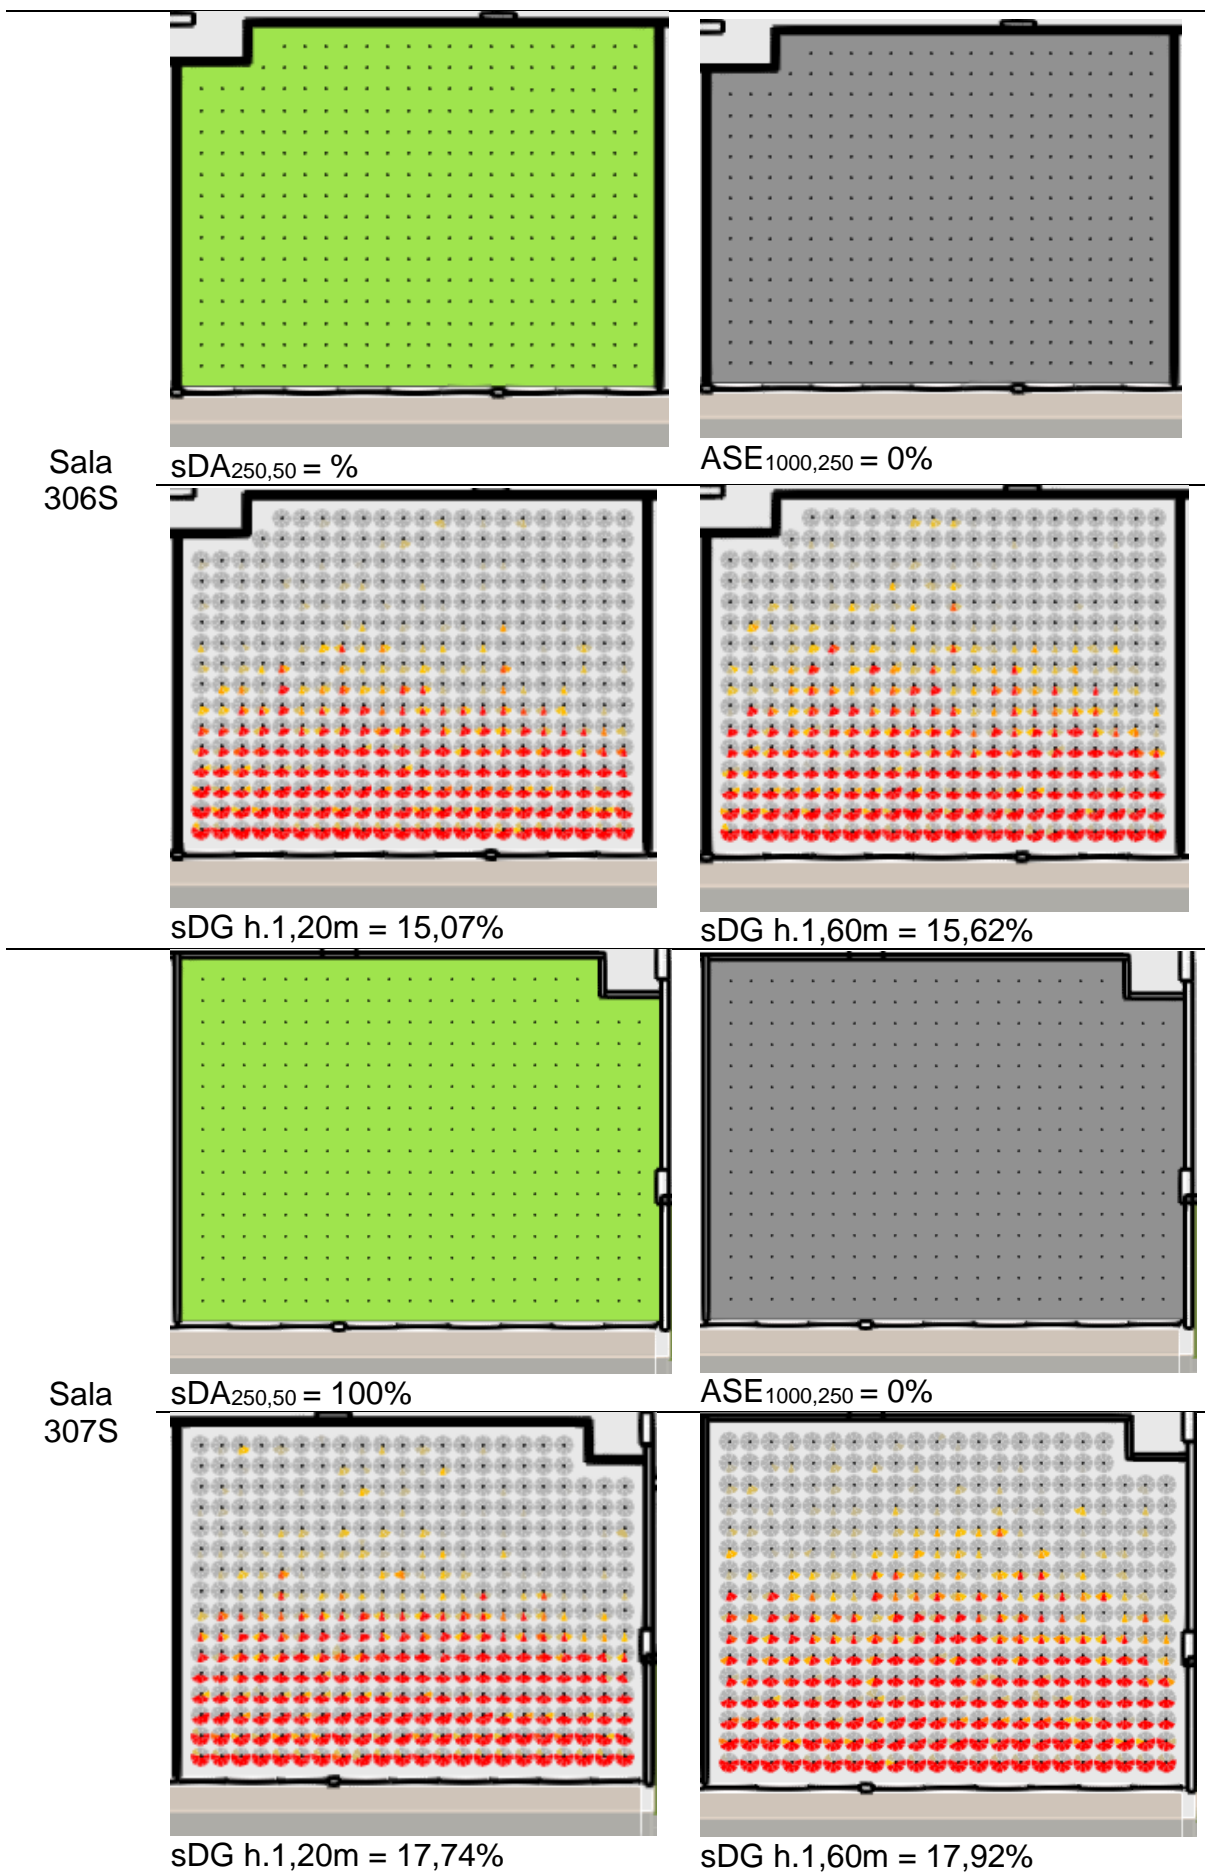 Sala
306S
sDA250,50 = %
ASE1000,250 = 0%
sDG h.1,20m = 15,07%
sDG h.1,60m = 15,62%
Sala
307S
sDA250,50 = 100%
ASE1000,250 = 0%
sDG h.1,20m = 17,74%
sDG h.1,60m = 17,92%